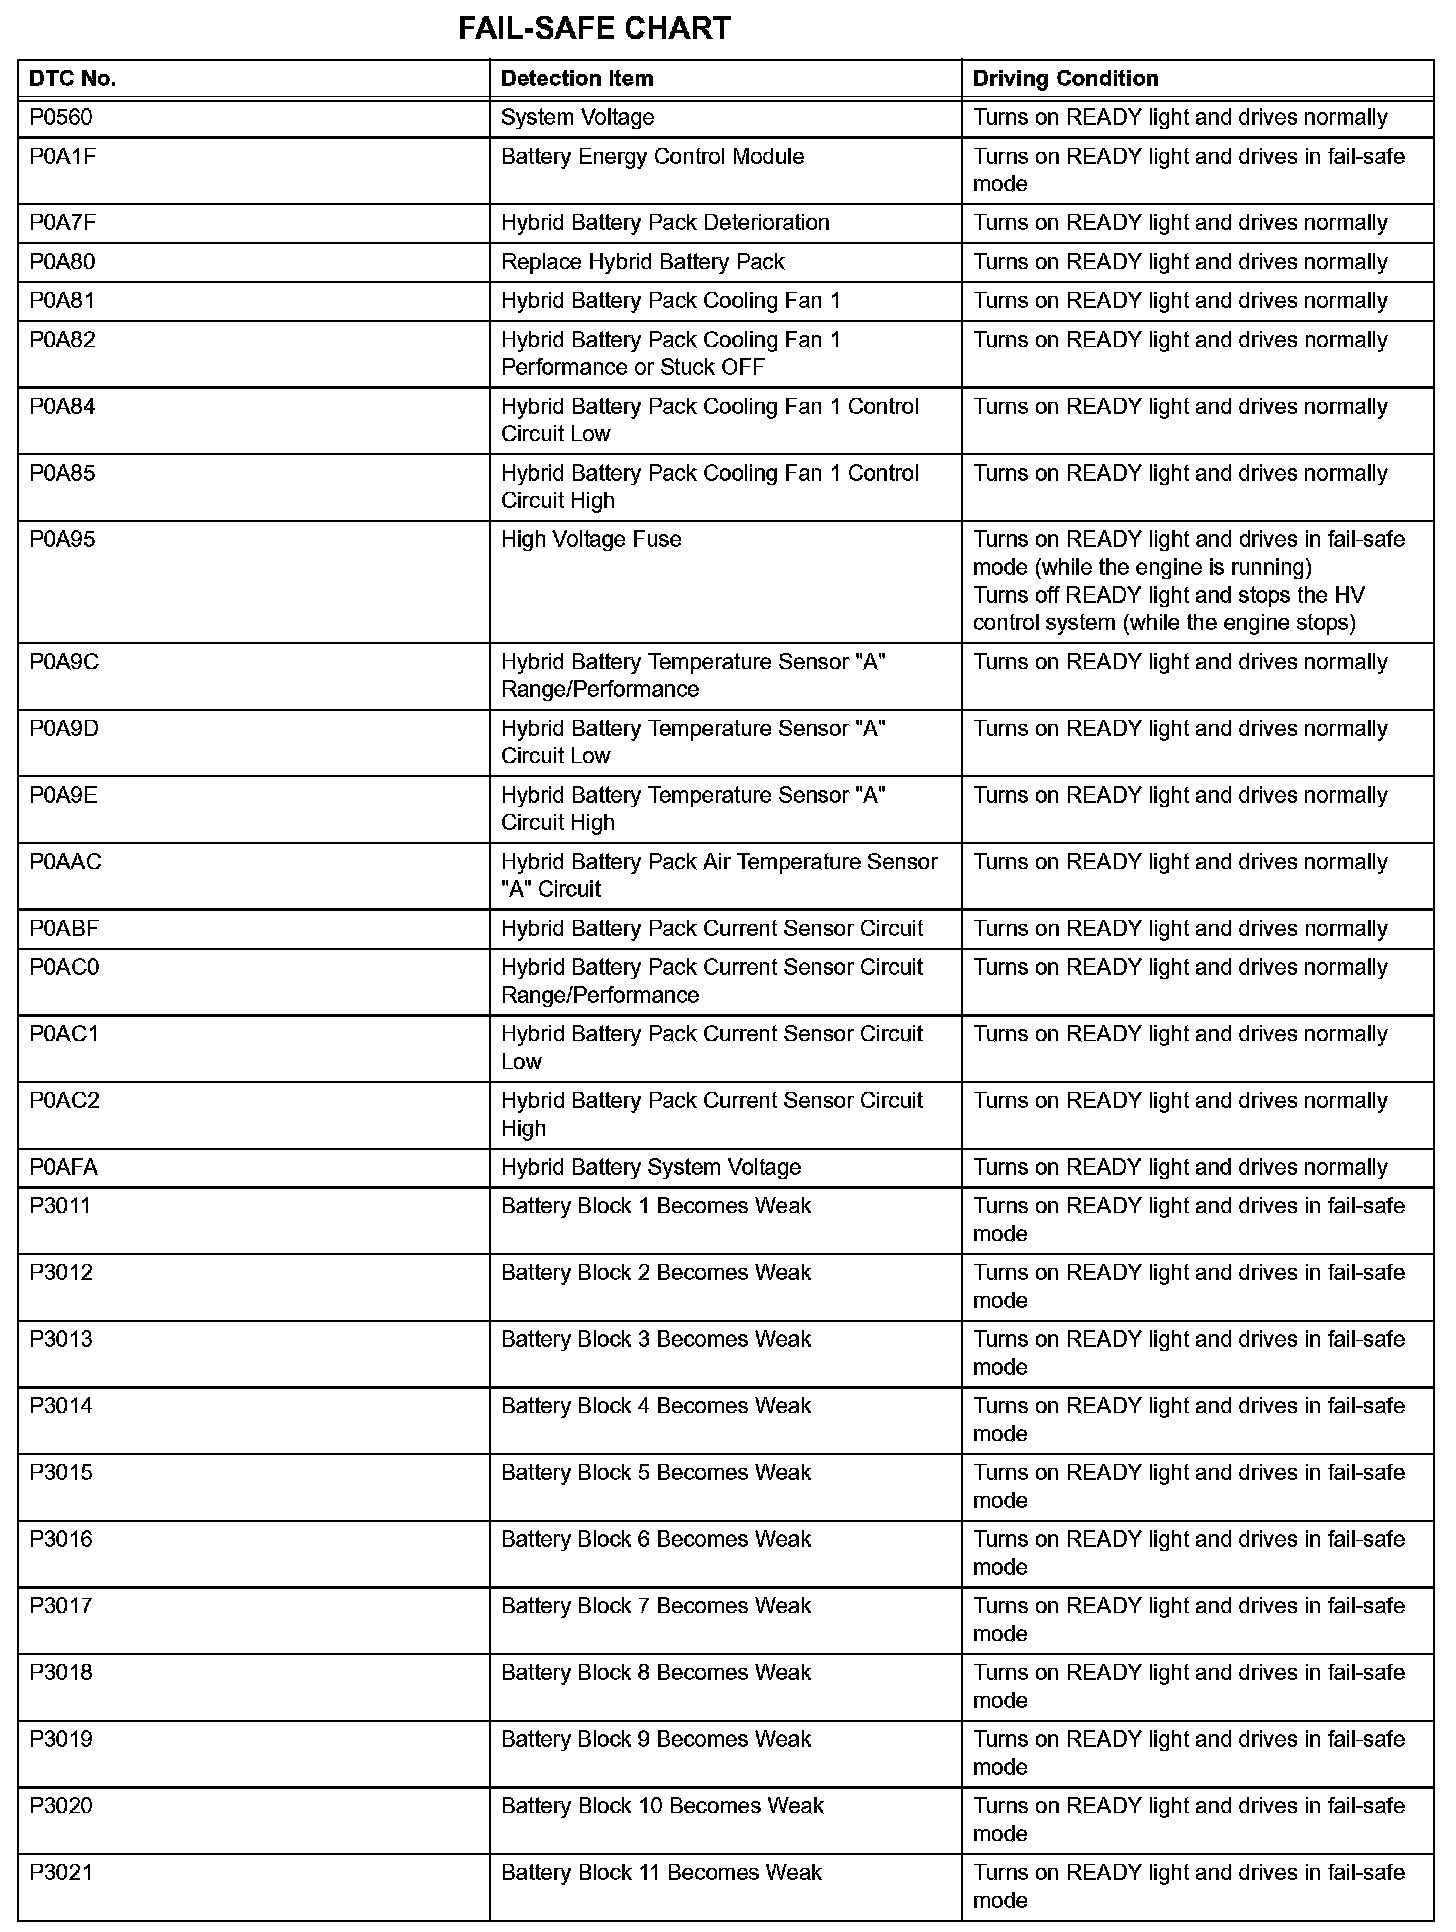 FAIL-SAFE CHART
DTC No. Detection Item Driving Condition
P0560 System Voltage Turns on READY light and drives normally
P0A1F Battery Energy Control Module Turns on READY light and drives in fail-safe
mode
P0A7F Hybrid Battery Pack Deterioration Turns on READY light and drives normally
P0A80 Replace Hybrid Battery Pack Turns on READY light and drives normally
P0A81 Hybrid Battery Pack Cooling Fan 1 Turns on READY light and drives normally
P0A82 Hybrid Battery Pack Cooling Fan 1 Turns on READY light and drives normally
Performance or Stuck OFF
P0A84 Hybrid Battery Pack Cooling Fan 1 Control Turns on READY light and drives normally
Circuit Low
P0A85 Hybrid Battery Pack Cooling Fan 1 Control Turns on READY light and drives normally
Circuit High
P0A95 High Voltage Fuse Turns on READY light and drives in fail-safe
mode (while the engine is running)
Turns off READY light and stops the HV
control system (while the engine stops)
P0A9C Hybrid Battery Temperature Sensor "A" Turns on READY light and drives normally
Range/Performance
P0A9D Hybrid Battery Temperature Sensor "A" Turns on READY light and drives normally
Circuit Low
P0A9E Hybrid Battery Temperature Sensor "A" Turns on READY light and drives normally
Circuit High
P0AAC Hybrid Battery Pack Air Temperature Sensor Turns on READY light and drives normally
"A" Circuit
P0ABF Hybrid Battery Pack Current Sensor Circuit Turns on READY light and drives normally
P0AC0 Hybrid Battery Pack Current Sensor Circuit Turns on READY light and drives normally
Range/Performance
P0AC1 Hybrid Battery Pack Current Sensor Circuit Turns on READY light and drives normally
Low
P0AC2 Hybrid Battery Pack Current Sensor Circuit Turns on READY light and drives normally
High
P0AFA Hybrid Battery System Voltage Turns on READY light and drives normally
P3011 Battery Block 1 Becomes Weak Turns on READY light and drives in fail-safe
mode
P3012 Battery Block 2 Becomes Weak Turns on READY light and drives in fail-safe
mode
P3013 Battery Block 3 Becomes Weak Turns on READY light and drives in fail-safe
mode
P3014 Battery Block 4 Becomes Weak Turns on READY light and drives in fail-safe
mode
P3015 Battery Block 5 Becomes Weak Turns on READY light and drives in fail-safe
mode
P3016 Battery Block 6 Becomes Weak Turns on READY light and drives in fail-safe
mode
P3017 Battery Block 7 Becomes Weak Turns on READY light and drives in fail-safe
mode
P3018 Battery Block 8 Becomes Weak Turns on READY light and drives in fail-safe
mode
P3019 Battery Block 9 Becomes Weak Turns on READY light and drives in fail-safe
mode
P3020 Battery Block 10 Becomes Weak Turns on READY light and drives in fail-safe
mode
P3021 Battery Block 11 Becomes Weak Turns on READY light and drives in fail-safe
mode